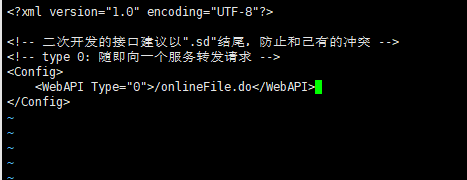 <?xml version="1.0" encoding="UTF-8"?>
<!-- 二次开发的接口建议以".sd"结尾，防止和已有的冲突 -->
<!-- type 0: 随即向一个服务转发请求 -->
<Config>
<WebAPI Type="0">/onlineFile.do</WebAPI>
</Config>
~
~
~
~
~